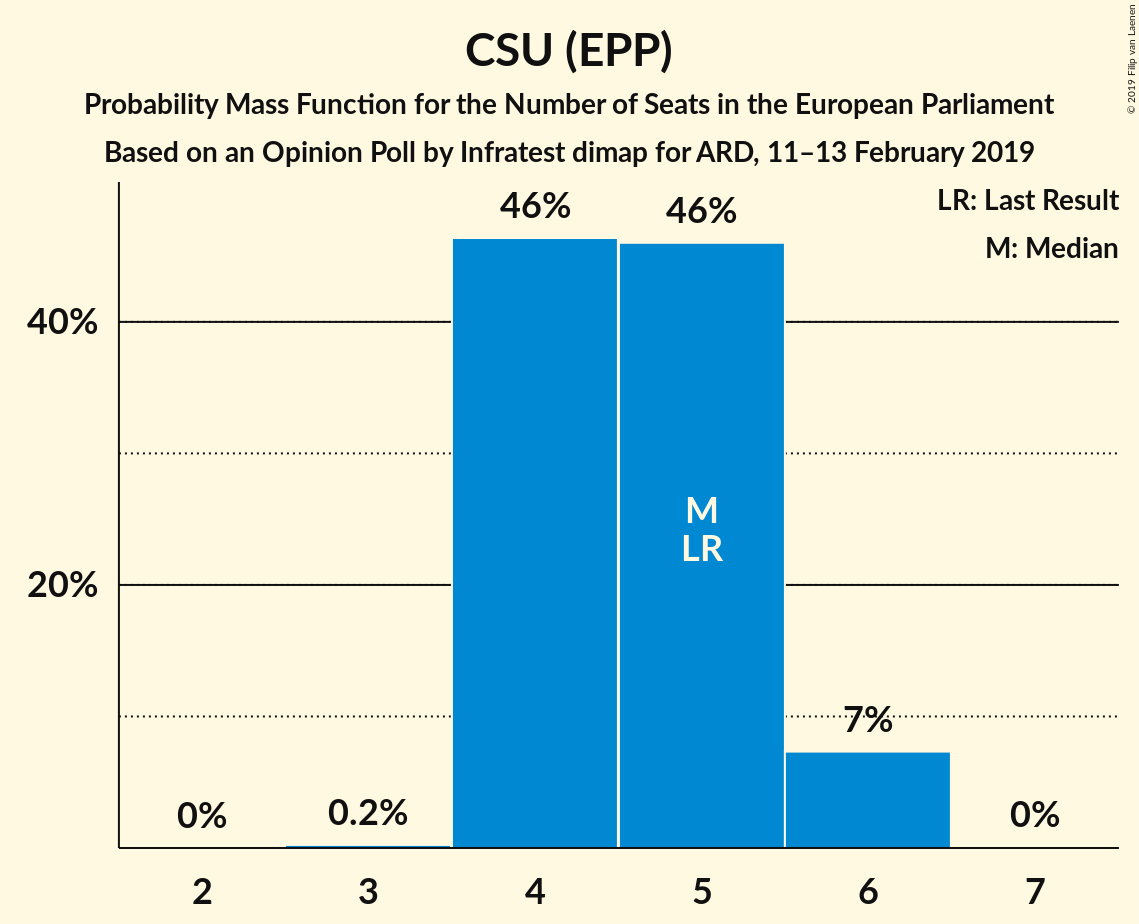 CSU (EPP)
Probability Mass Function for the Number of Seats in the European Parliament
Based on an Opinion Poll by Infratest dimap for ARD, 11–13 February 2019
© 2019 Filip van Laenen
LR: Last Result
M: Median
46%
46%
40%
M
LR
20%
7%
0%
0.2%
0%
2
3
4
5
6
7